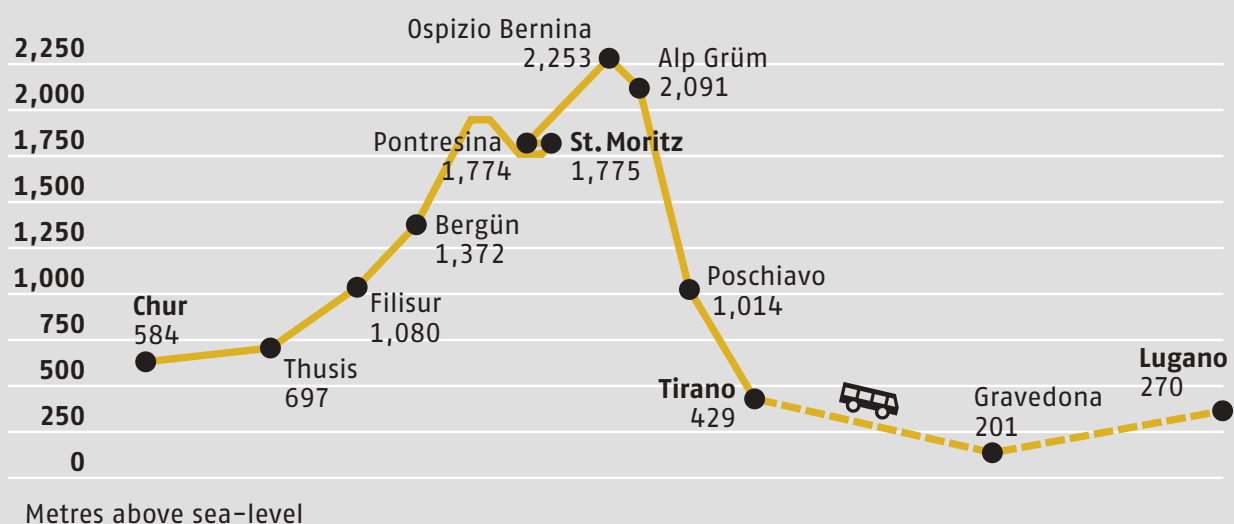 Ospizio Bernina
2,253
Alp Grüm
2,091
2,250
2,000
1,750
1,500
1,250
1,000
750
500
250
0
Pontresina
1,774
St. Moritz
1,775
Bergün
1,372
Filisur
1,080
Chur
584
Thusis
697
Poschiavo
1,014
Tirano
429
Gravedona
201
Lugano
270
Metres above sea-level